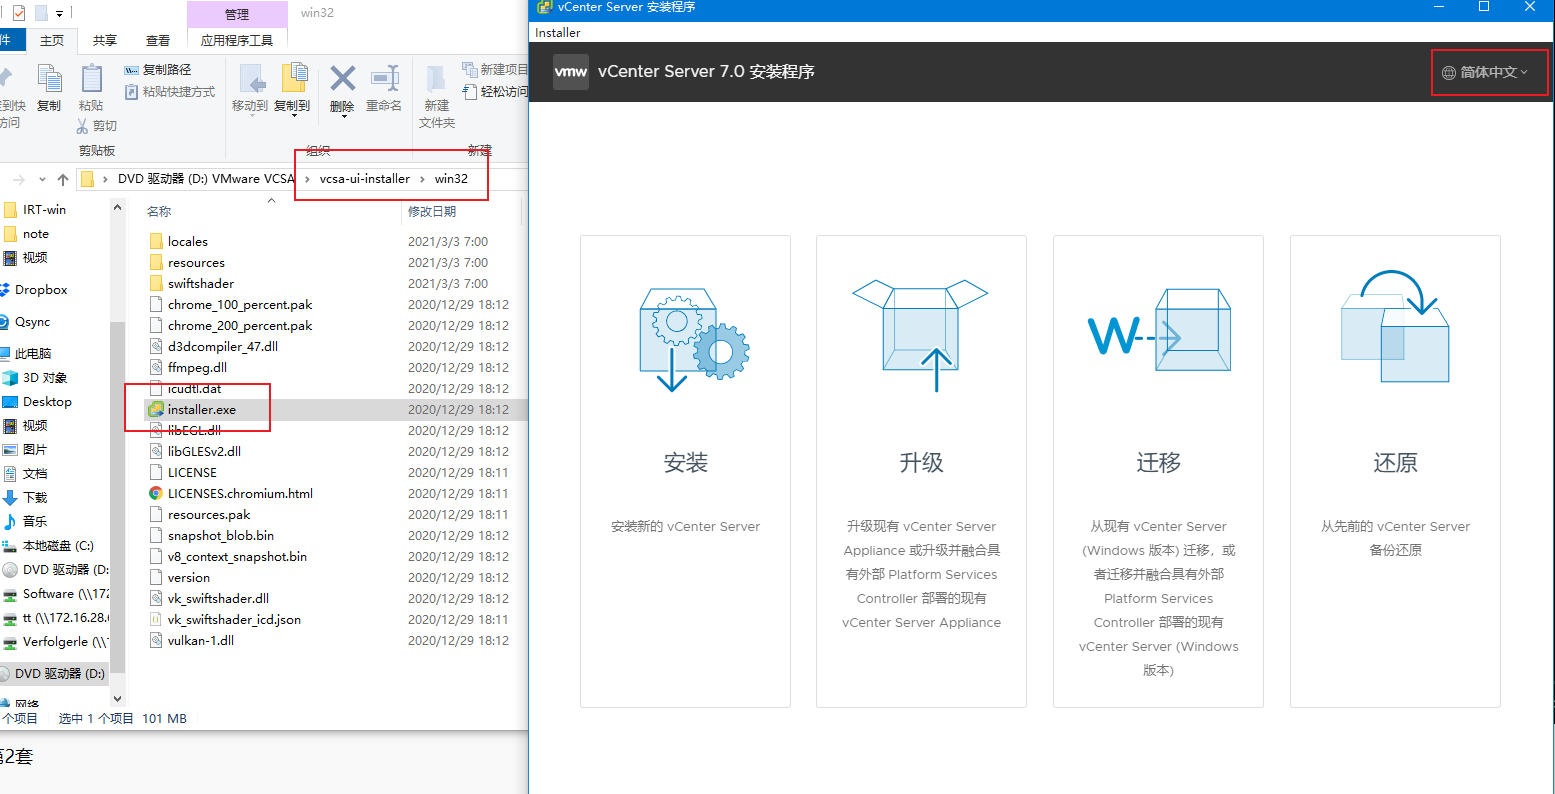 管理
win32
件
主页
共享
查看
应用程序工具
复制
粘贴
复制路径
粘贴快捷方式
剪切
移动到
复制到
删除
重命名
新建
文件夹
新建项目
轻松访问
定到快
访问
剪贴板
组织
新建
DVD 驱动器 (D:) VMware VCSA
vcsa-ui-installer
win32
IRT-win
note
视频
Dropbox
Qsync
此电脑
3D 对象
Desktop
视频
图片
文档
下载
音乐
本地磁盘 (C:)
DVD 驱动器 (D:
Software (\\172
tt (\\172.16.28.
Verfolgerle (\\
DVD 驱动器 (D:)
网络
名称
修改日期
locales 2021/3/3 7:00
resources 2021/3/3 7:00
swiftshader 2021/3/3 7:00
chrome_100_percent.pak 2020/12/29 18:12
chrome_200_percent.pak 2020/12/29 18:12
d3dcompiler_47.dll 2020/12/29 18:12
ffmpeg.dll 2020/12/29 18:12
icudtl.dat 2020/12/29 18:12
installer.exe 2020/12/29 18:12
libEGL.dll 2020/12/29 18:12
libGLESv2.dll 2020/12/29 18:12
LICENSE 2020/12/29 18:11
LICENSES.chromium.html 2020/12/29 18:11
resources.pak 2020/12/29 18:12
snapshot_blob.bin 2020/12/29 18:12
v8_context_snapshot.bin 2020/12/29 18:12
version 2020/12/29 18:12
vk_swiftshader.dll 2020/12/29 18:12
vk_swiftshader_icd.json 2020/12/29 18:11
vulkan-1.dll 2020/12/29 18:12
个项目
选中 1 个项目 101 MB
第2套
vCenter Server 安装程序
Installer
vmw
vCenter Server 7.0 安装程序
简体中文
安装
安装新的 vCenter Server
升级
升级现有 vCenter Server
Appliance 或升级并融合具
有外部 Platform Services
Controller 部署的现有
vCenter Server Appliance
W
迁移
从现有 vCenter Server
(Windows 版本) 迁移，或
者迁移并融合具有外部
Platform Services
Controller 部署的现有
vCenter Server (Windows
版本)
还原
从先前的 vCenter Server
备份还原